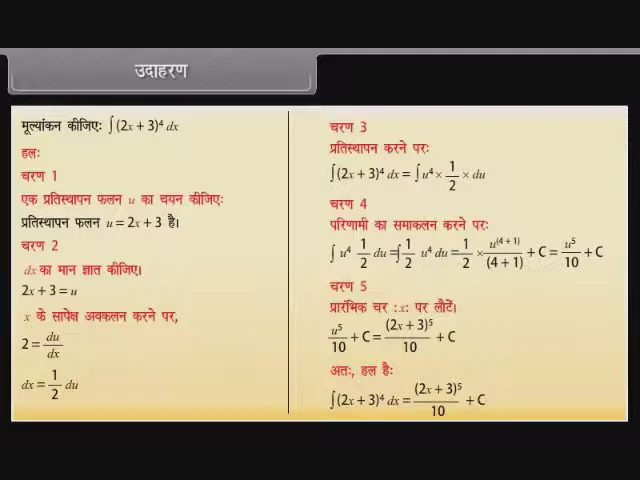 उदाहरण
मूल्यांकन कीजिएः ∫(2x + 3)⁴ dx
हलः
चरण 1
एक प्रतिस्थापन फलन u का चयन कीजिएः
प्रतिस्थापन फलन u = 2x + 3 है।
चरण 2
dx का मान ज्ञात कीजिए।
2x + 3 = u
x के सापेक्ष अवकलन करने पर,
2 = du/dx
dx = 1/2 du
चरण 3
प्रतिस्थापन करने परः
∫(2x + 3)⁴ dx = ∫u⁴ × 1/2 × du
चरण 4
परिणामी का समाकलन करने परः
∫ u⁴ 1/2 du = ∫ 1/2 u⁴ du = 1/2 × u^(4 + 1)/(4 + 1) + C = u⁵/10 + C
चरण 5
प्रारंभिक चर :x: पर लौटें।
u⁵/10 + C = (2x + 3)⁵/10 + C
अतः, हल हैः
∫(2x + 3)⁴ dx = (2x + 3)⁵/10 + C